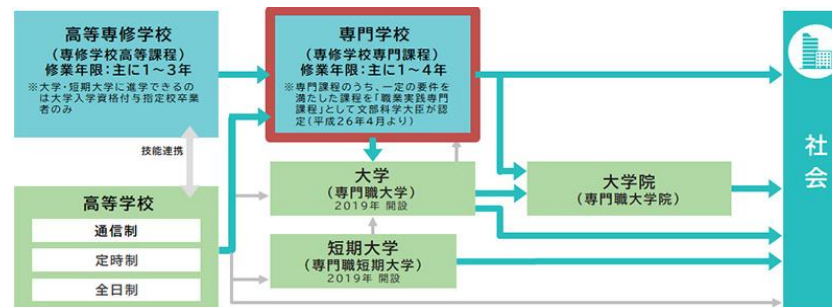 高等専修学校
(専修学校高等課程)
修業年限:主に1～3年
※大学・短期大学に進学できるの
は大学入学資格付与指定校卒業
者のみ
技能連携
高等学校
通信制
定時制
全日制
専門学校
(専修学校専門課程)
修業年限:主に1～4年
※専門課程のうち、一定の要件を
満たした課程を「職業実践専門
課程」として文部科学大臣が認
定(平成26年4月より)
大学
(専門職大学)
2019年 開設
短期大学
(専門職短期大学)
2019年 開設
大学院
(専門職大学院)
社会